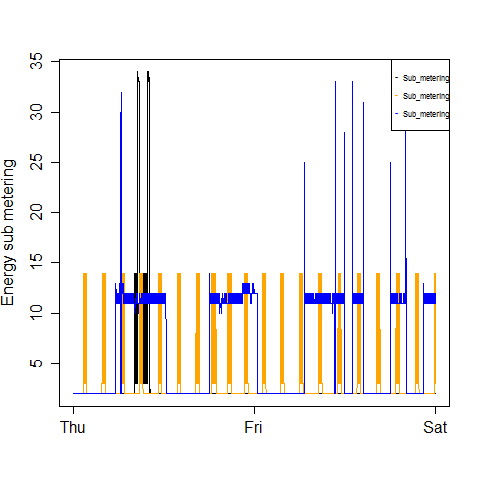 Energy sub metering
35
30
25
20
15
10
5
Sub_metering
Sub_metering
Sub_metering
Thu Fri Sat